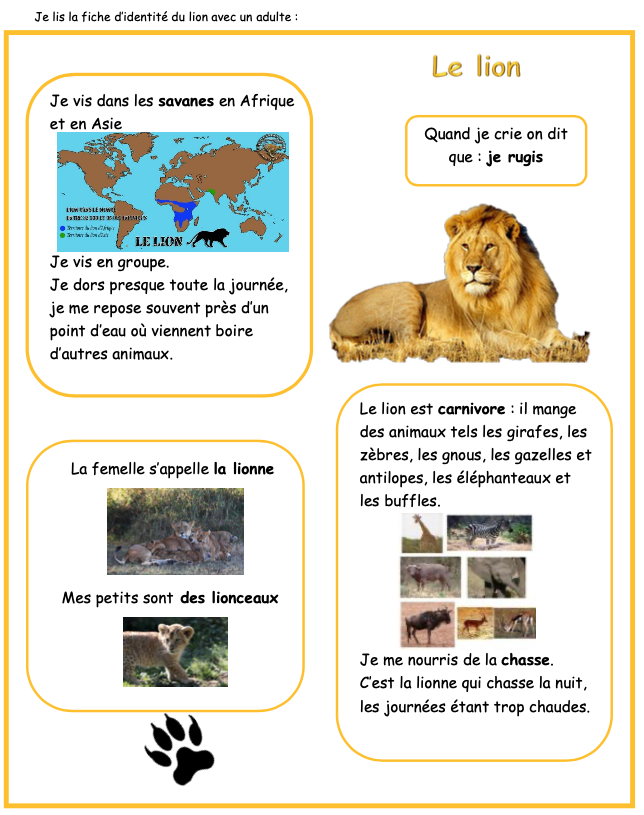 Je lis la fiche d'identité du lion avec un adulte :
Le lion
Je vis dans les savanes en Afrique
et en Asie
LE LION
Je vis en groupe.
Je dors presque toute la journée,
je me repose souvent près d'un
point d'eau où viennent boire
d'autres animaux.
Quand je crie on dit
que : je rugis
La femelle s'appelle la lionne
Mes petits sont des lionceaux
Le lion est carnivore : il mange
des animaux tels les girafes, les
zèbres, les gnous, les gazelles et
antilopes, les éléphanteaux et
les buffles.
Je me nourris de la chasse.
C'est la lionne qui chasse la nuit,
les journées étant trop chaudes.